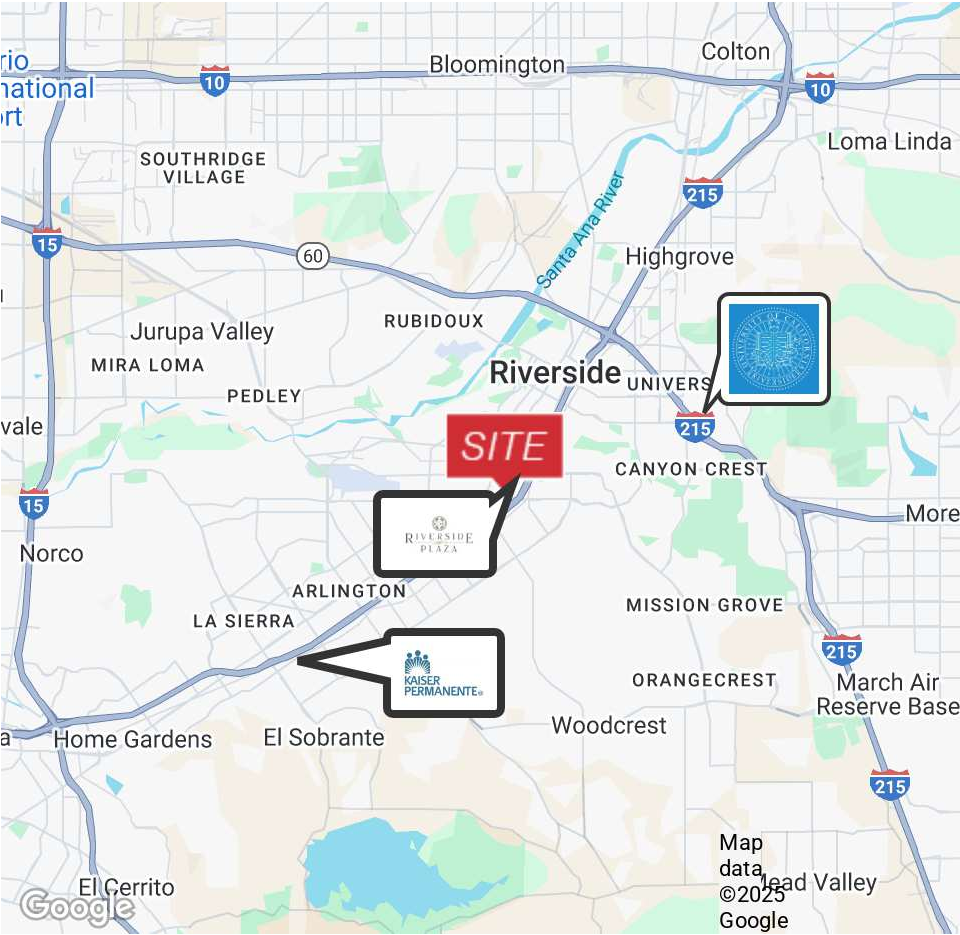 Colton
Bloomington
rio
national
ort
10
10
Loma Linda
SOUTHRIDGE
VILLAGE
215
Santa Ana River
15
60
Highgrove
RUBIDOUX
Jurupa Valley
MIRA LOMA
Riverside
UNIVERS
PEDLEY
vale
215
SITE
CANYON CREST
15
More
RIVERSIDE
PLAZA
Norco
ARLINGTON
MISSION GROVE
LA SIERRA
215
KAISER
PERMANENTE®
ORANGECREST
March Air
Reserve Base
Woodcrest
a
Home Gardens
El Sobrante
215
Map
data
©2025
Google
Mead Valley
El Cerrito
Google